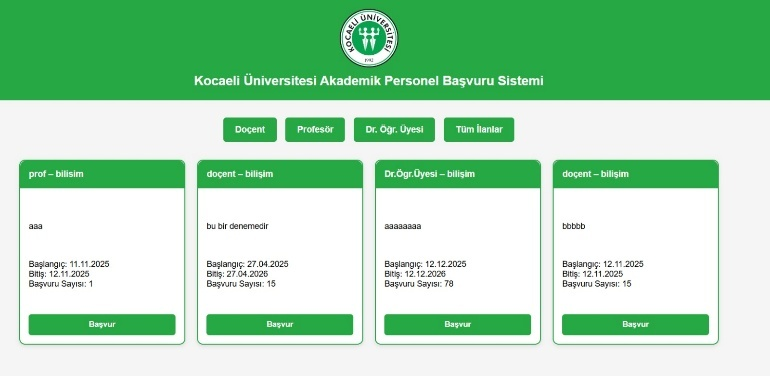 KOCAELİ ÜNİVERSİTESİ
1992
Kocaeli Üniversitesi Akademik Personel Başvuru Sistemi
Doçent
Profesör
Dr. Öğr. Üyesi
Tüm İlanlar
prof – bilisim
aaa
Başlangıç: 11.11.2025
Bitiş: 12.11.2025
Başvuru Sayısı: 1
Başvur
doçent – bilişim
bu bir denemedir
Başlangıç: 27.04.2025
Bitiş: 27.04.2026
Başvuru Sayısı: 15
Başvur
Dr.Ögr.Üyesi – bilişim
aaaaaaaa
Başlangıç: 12.12.2025
Bitiş: 12.12.2026
Başvuru Sayısı: 78
Başvur
doçent – bilişim
bbbbb
Başlangıç: 12.11.2025
Bitiş: 12.11.2025
Başvuru Sayısı: 15
Başvur